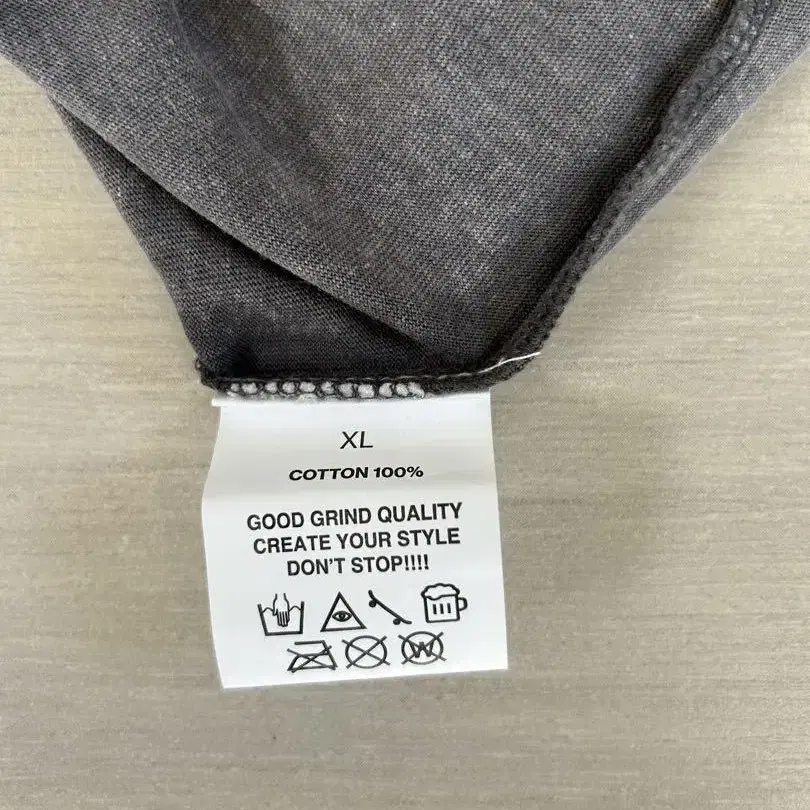 XL
COTTON 100%
GOOD GRIND QUALITY
CREATE YOUR STYLE
DON'T STOP!!!!
W